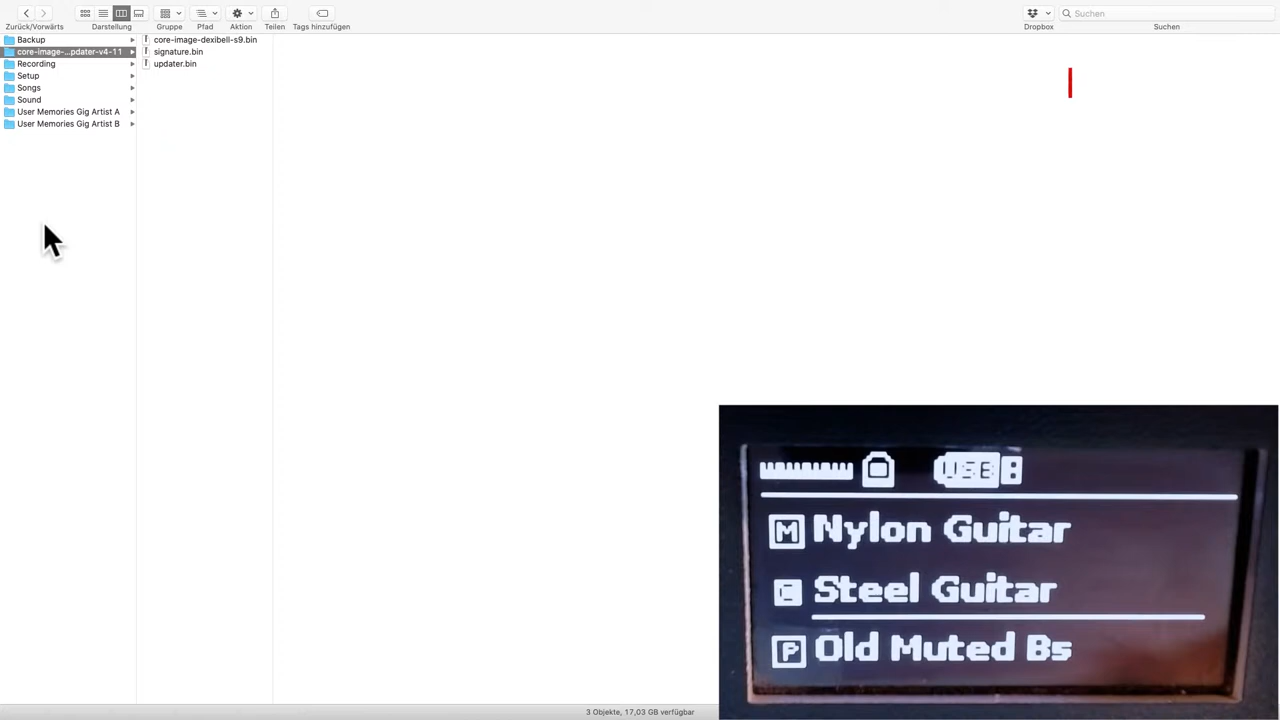 Zurück/Vorwärts
Darstellung
Gruppe
Pfad
Aktion
Teilen
Tags hinzufügen
Dropbox
Suchen
Suchen
Backup
core-image-...pdater-v4-11
Recording
Setup
Songs
Sound
User Memories Gig Artist A
User Memories Gig Artist B
core-image-dexibell-s9.bin
signature.bin
updater.bin
USB
M Nylon Guitar
C Steel Guitar
P Old Muted Bs
3 Objekte, 17,03 GB verfügbar